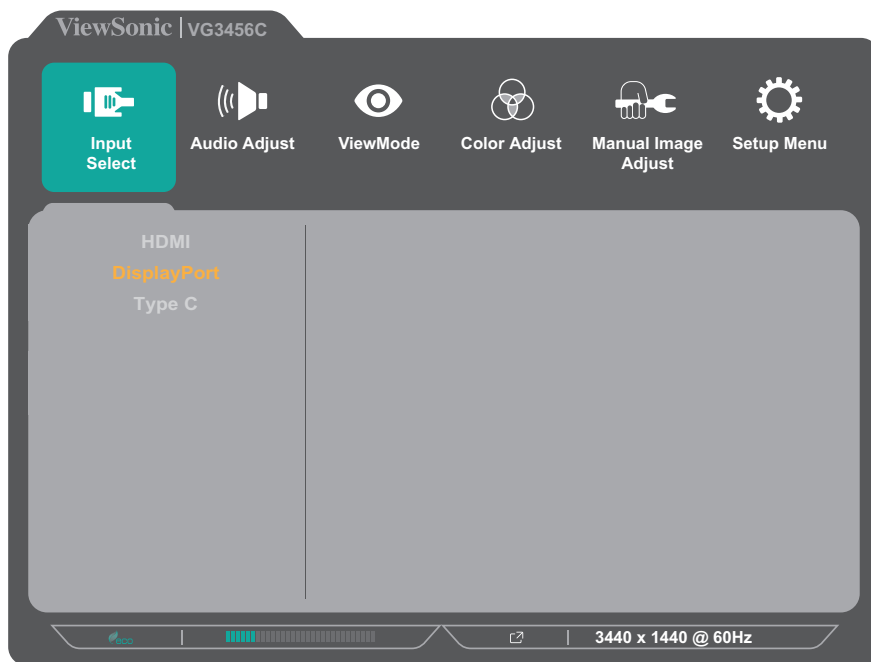 ViewSonic | VG3456C
Input
Select
Audio Adjust
ViewMode
Color Adjust
Manual Image
Adjust
Setup Menu
HDMI
DisplayPort
Type C
eco
3440 x 1440 @ 60Hz